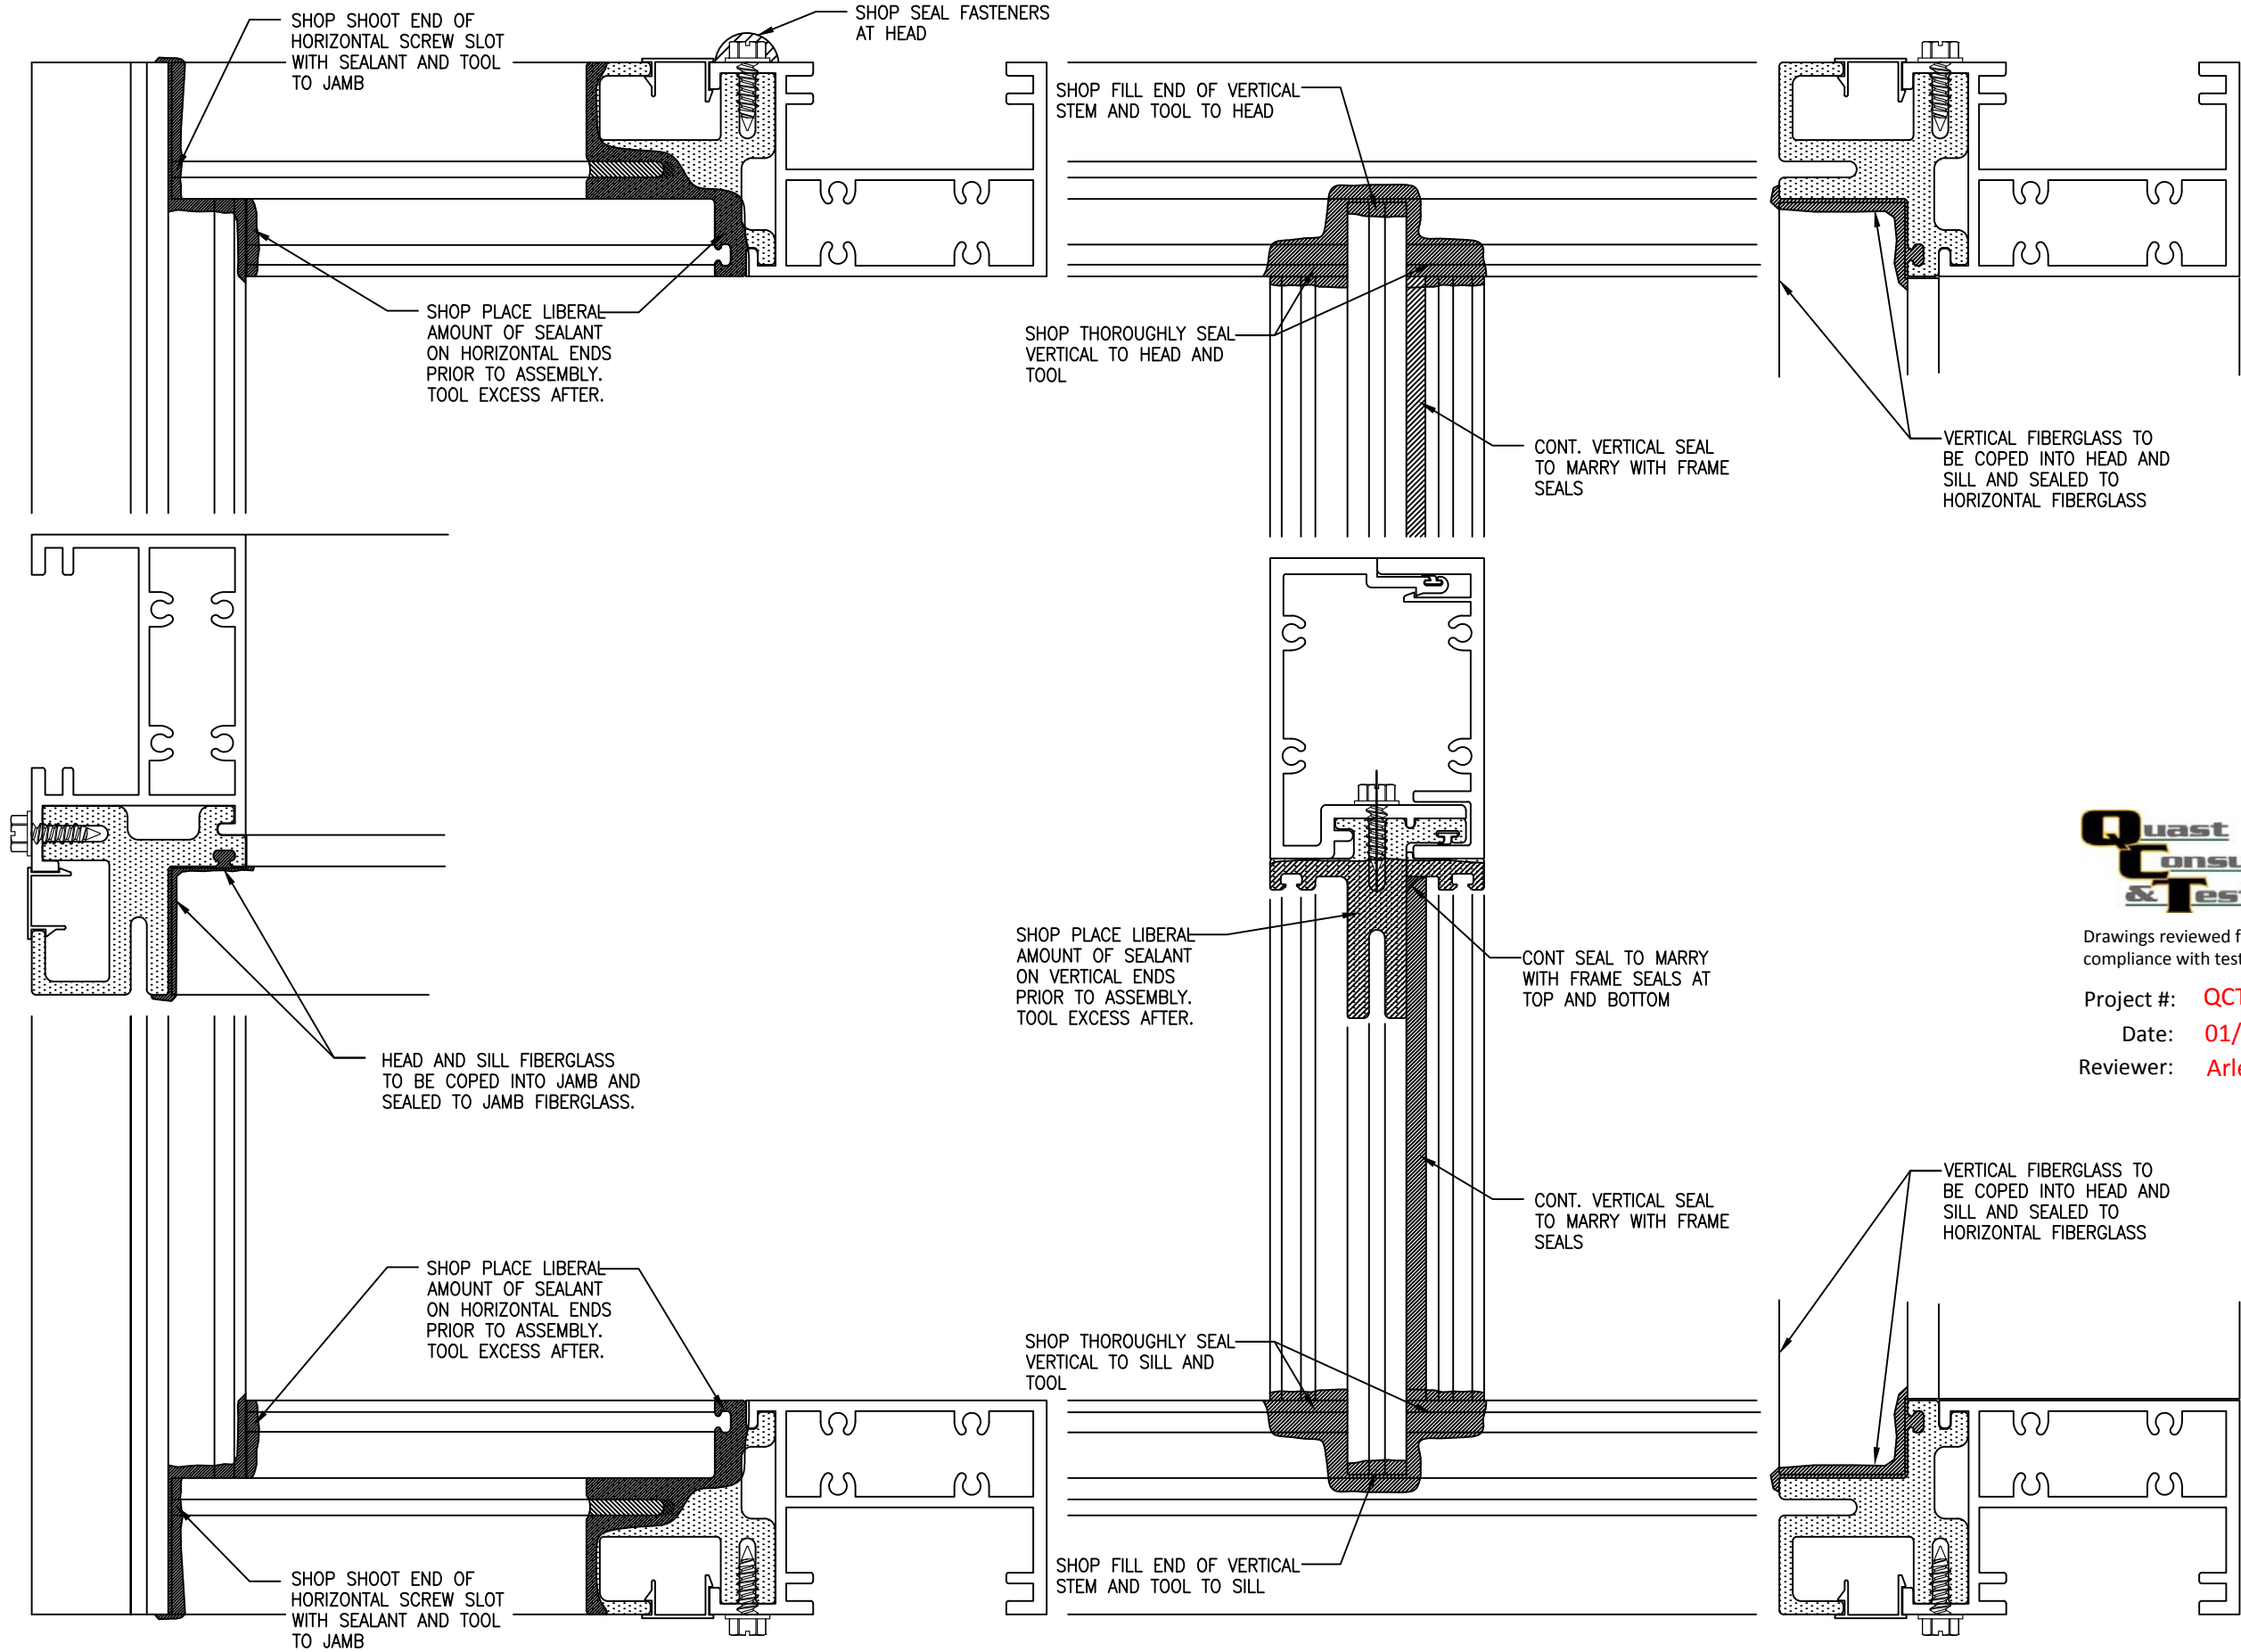 SHOP SHOOT END OF
HORIZONTAL SCREW SLOT
WITH SEALANT AND TOOL
TO JAMB
SHOP SEAL FASTENERS
AT HEAD
SHOP FILL END OF VERTICAL
STEM AND TOOL TO HEAD
SHOP PLACE LIBERAL
AMOUNT OF SEALANT
ON HORIZONTAL ENDS
PRIOR TO ASSEMBLY.
TOOL EXCESS AFTER.
SHOP THOROUGHLY SEAL
VERTICAL TO HEAD AND
TOOL
CONT. VERTICAL SEAL
TO MARRY WITH FRAME
SEALS
VERTICAL FIBERGLASS TO
BE COPED INTO HEAD AND
SILL AND SEALED TO
HORIZONTAL FIBERGLASS
HEAD AND SILL FIBERGLASS
TO BE COPED INTO JAMB AND
SEALED TO JAMB FIBERGLASS.
SHOP PLACE LIBERAL
AMOUNT OF SEALANT
ON VERTICAL ENDS
PRIOR TO ASSEMBLY.
TOOL EXCESS AFTER.
CONT SEAL TO MARRY
WITH FRAME SEALS AT
TOP AND BOTTOM
Quast
Consu
& Test
Drawings reviewed f
compliance with test
Project #: QCT
Date: 01/
Reviewer: Arle
SHOP PLACE LIBERAL
AMOUNT OF SEALANT
ON HORIZONTAL ENDS
PRIOR TO ASSEMBLY.
TOOL EXCESS AFTER.
CONT. VERTICAL SEAL
TO MARRY WITH FRAME
SEALS
VERTICAL FIBERGLASS TO
BE COPED INTO HEAD AND
SILL AND SEALED TO
HORIZONTAL FIBERGLASS
SHOP THOROUGHLY SEAL
VERTICAL TO SILL AND
TOOL
SHOP SHOOT END OF
HORIZONTAL SCREW SLOT
WITH SEALANT AND TOOL
TO JAMB
SHOP FILL END OF VERTICAL
STEM AND TOOL TO SILL